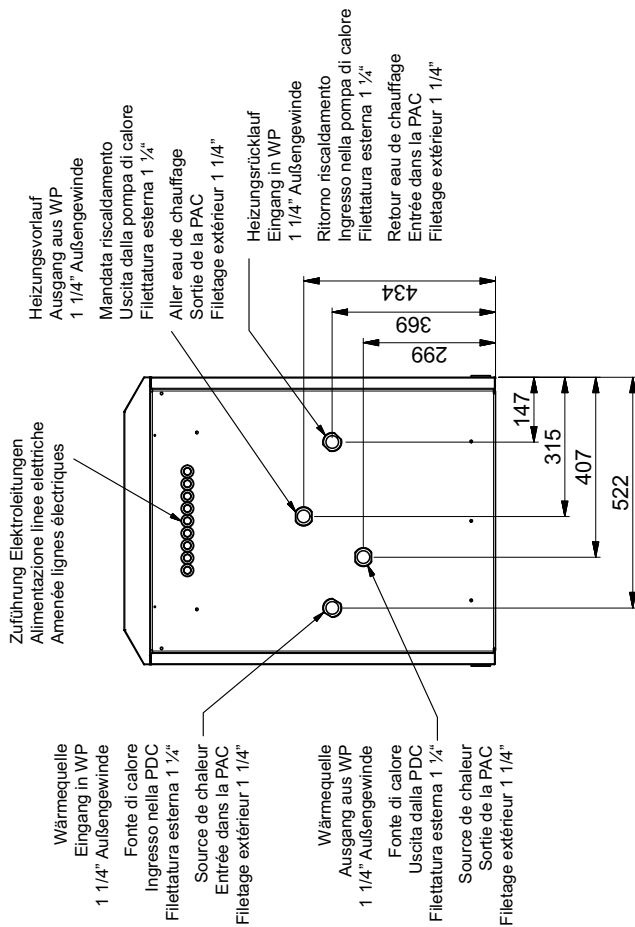 Zuführung Elektroleitungen
Alimentazione linee elettriche
Amenée lignes électriques
Heizungsvorlauf
Ausgang aus WP
1 1/4” Außengewinde
Mandata riscaldamento
Uscita dalla pompa di calore
Filettatura esterna 1 ¼“
Aller eau de chauffage
Sortie de la PAC
Filetage extérieur 1 1/4”
Heizungsrücklauf
Eingang in WP
1 1/4” Außengewinde
Ritorno riscaldamento
Ingresso nella pompa di calore
Filettatura esterna 1 ¼“
Retour eau de chauffage
Entrée dans la PAC
Filetage extérieur 1 1/4”
Wärmequelle
Eingang in WP
1 1/4” Außengewinde
Fonte di calore
Ingresso nella PDC
Filettatura esterna 1 ¼“
Source de chaleur
Entrée dans la PAC
Filetage extérieur 1 1/4”
Wärmequelle
Ausgang aus WP
1 1/4” Außengewinde
Fonte di calore
Uscita dalla PDC
Filettatura esterna 1 ¼“
Source de chaleur
Sortie de la PAC
Filetage extérieur 1 1/4”
434
369
299
147
315
407
522